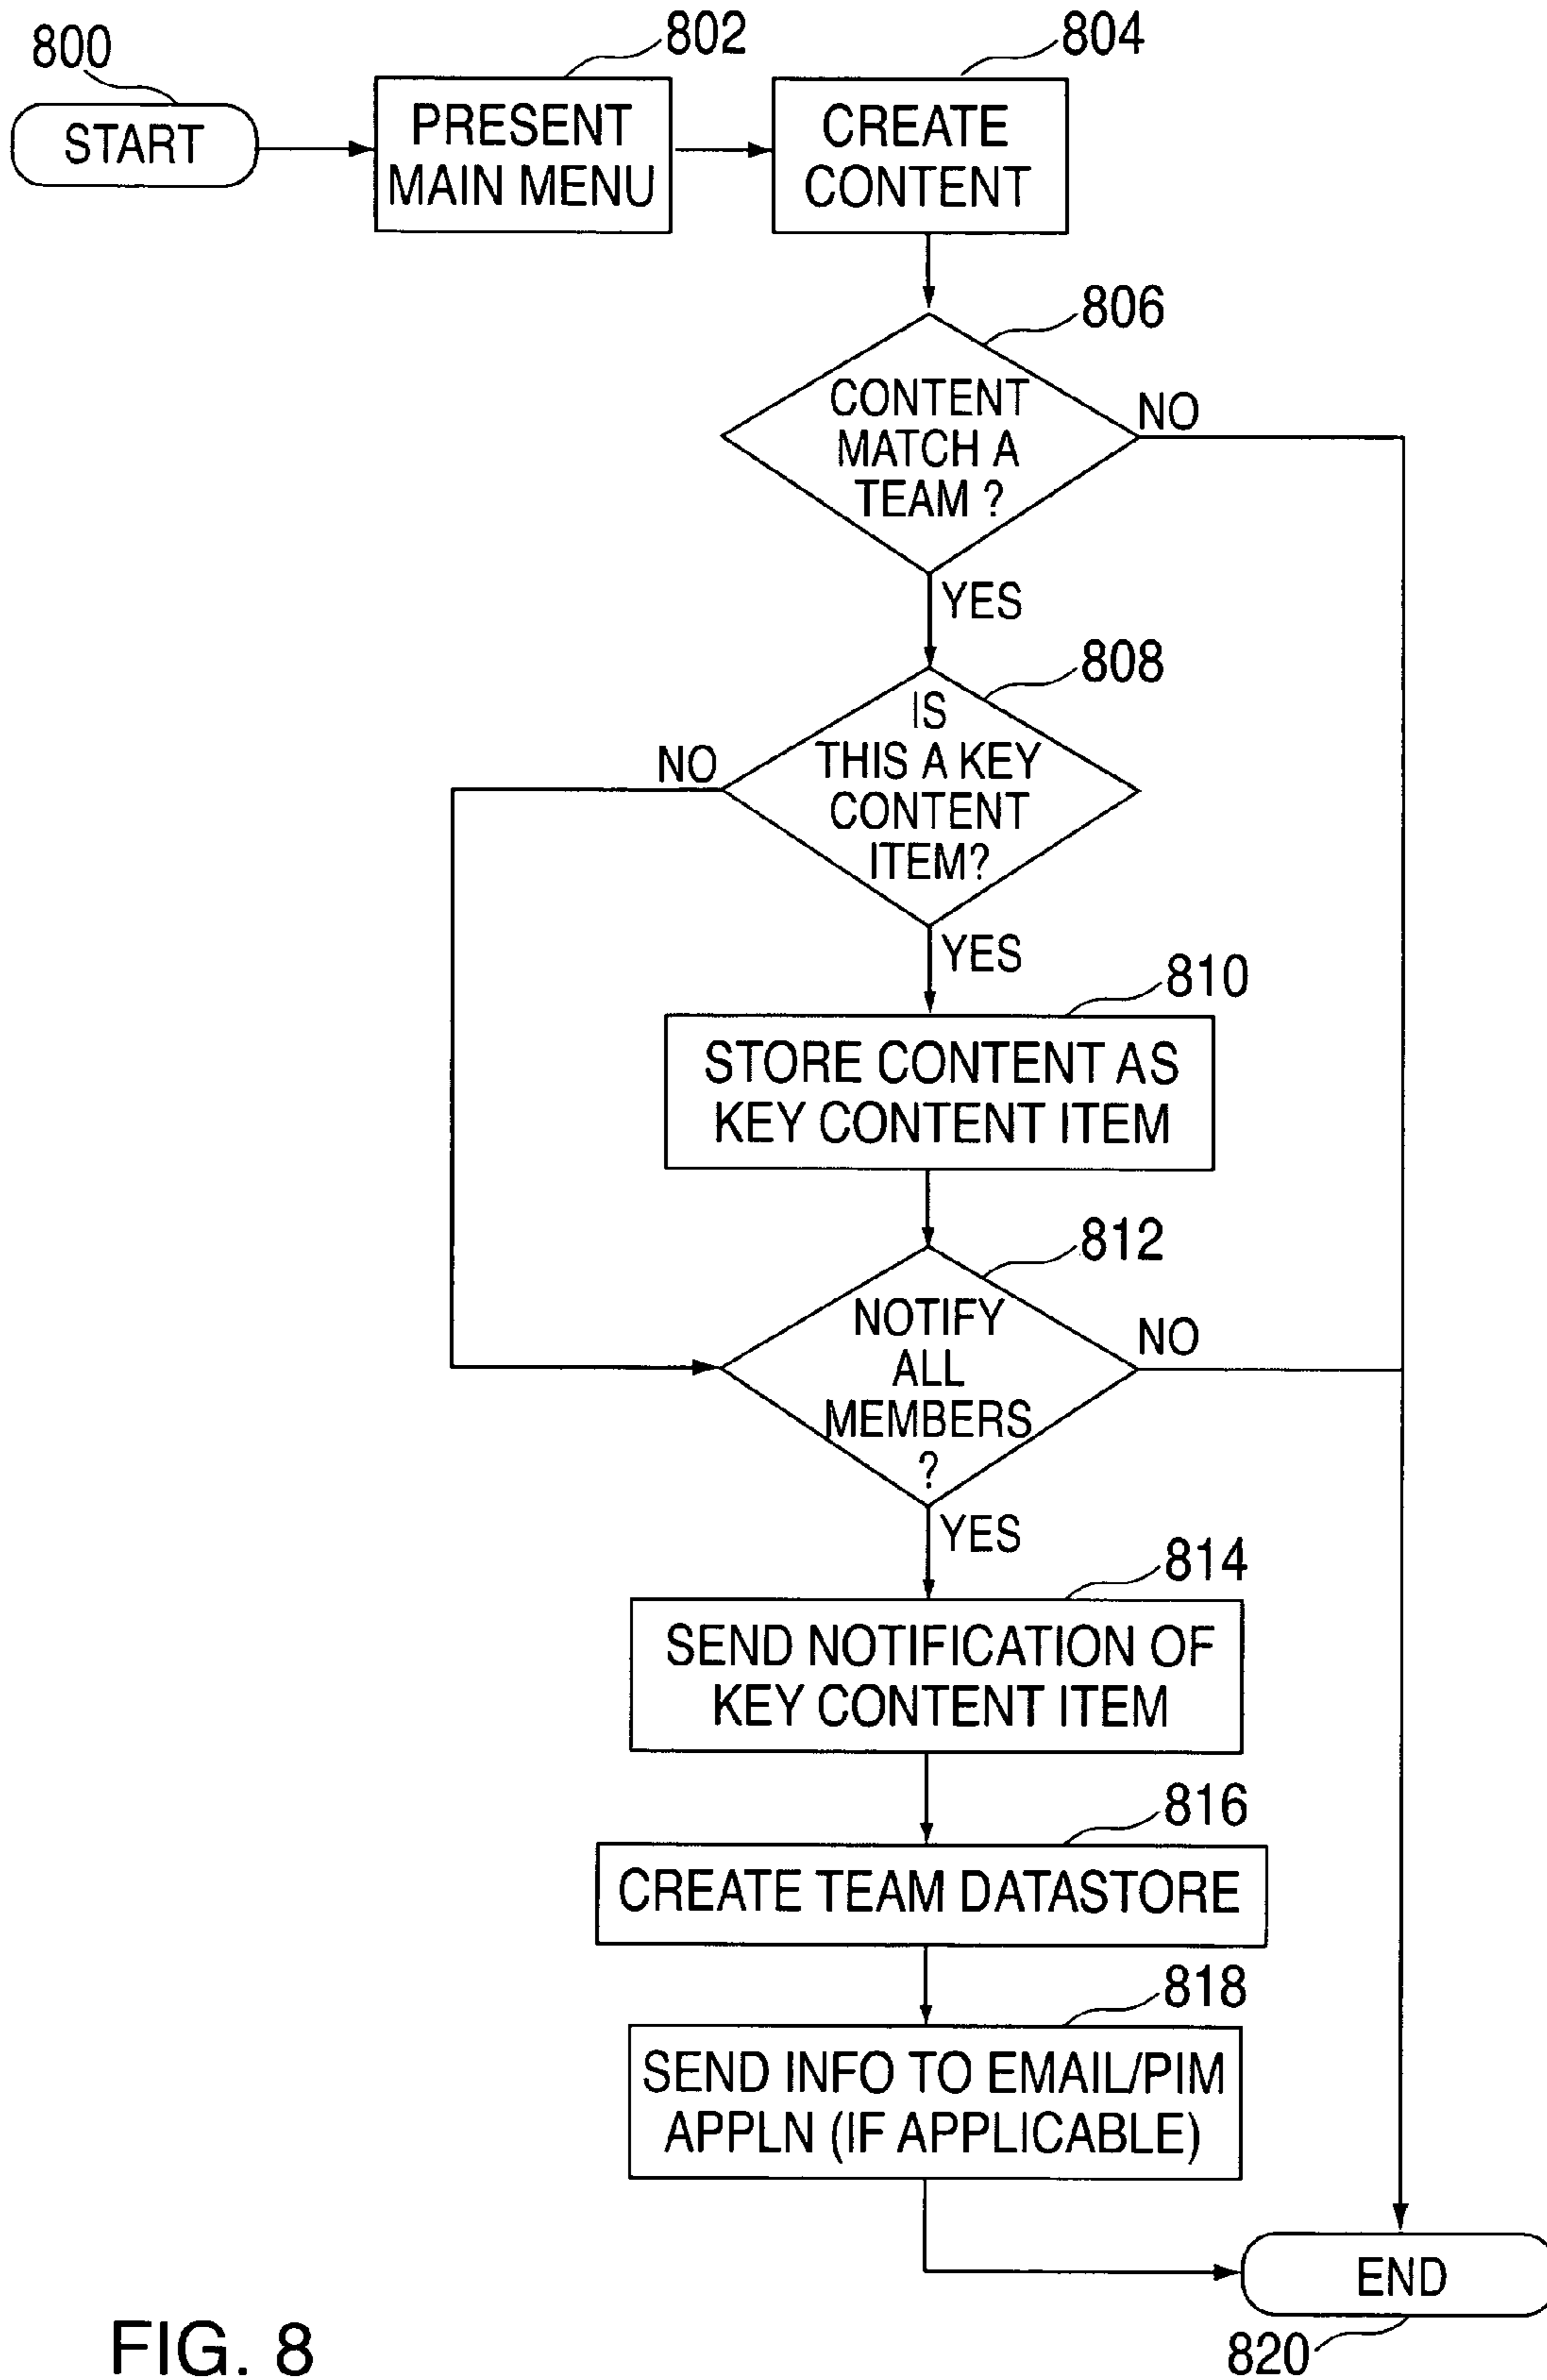 800
START
802
PRESENT
MAIN MENU
804
CREATE
CONTENT
806
CONTENT
MATCH A
TEAM ?
NO
YES
808
IS
THIS A KEY
CONTENT
ITEM?
NO
YES
810
STORE CONTENT AS
KEY CONTENT ITEM
812
NOTIFY
ALL
MEMBERS
?
NO
YES
814
SEND NOTIFICATION OF
KEY CONTENT ITEM
816
CREATE TEAM DATASTORE
818
SEND INFO TO EMAIL/PIM
APPLN (IF APPLICABLE)
END
820
FIG. 8